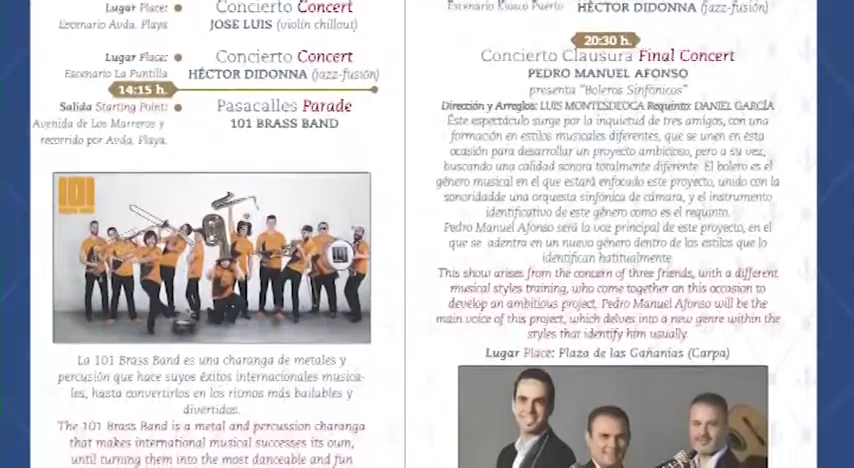 Lugar Place:
Concierto Concert
Escenario Avda. Playa
JOSE LUIS (violín chillout)
Lugar Place:
Concierto Concert
Escenario La Puntilla
HÉCTOR DIDONNA (jazz-fusión)
14:15 h.
Salida Starting Point:
Pasacalles Parade
Avenida de Los Marreros y
101 BRASS BAND
recorrido por Avda. Playa.
101
La 101 Brass Band es una charanga de metales y
percusión que hace suyos éxitos internacionales musica-
les, hasta convertirlos en los ritmos más bailables y
divertidos.
The 101 Brass Band is a metal and percussion charanga
that makes international musical successes its own,
until turning them into the most danceable and fun
Escenario Kiosco Puerto
HÉCTOR DIDONNA (jazz-fusión)
20:30 h.
Concierto Clausura Final Concert
PEDRO MANUEL AFONSO
presenta "Boleros Sinfónicos"
Dirección y Arreglos: LUIS MONTESDEOCA Requinto: DANIEL GARCÍA
Éste espectáculo surge por la inquietud de tres amigos, con una
formación en estilos musicales diferentes, que se unen en ésta
ocasión para desarrollar un proyecto ambicioso, pero a su vez,
buscando una calidad sonora totalmente diferente. El bolero es el
género musical en el que estará enfocado este proyecto, unido con la
sonoridadde una orquesta sinfónica de cámara, y el instrumento
identificativo de este género como es el requinto.
Pedro Manuel Afonso será la voz principal de este proyecto, en el
que se adentra en un nuevo género dentro de los estilos que lo
identifican habitualmente.
This show arises from the concern of three friends, with a different
musical styles training, who come together on this occasion to
develop an ambitious project. Pedro Manuel Afonso will be the
main voice of this project, which delves into a new genre within the
styles that identify him usually.
Lugar Place: Plaza de las Gañanías (Carpa)